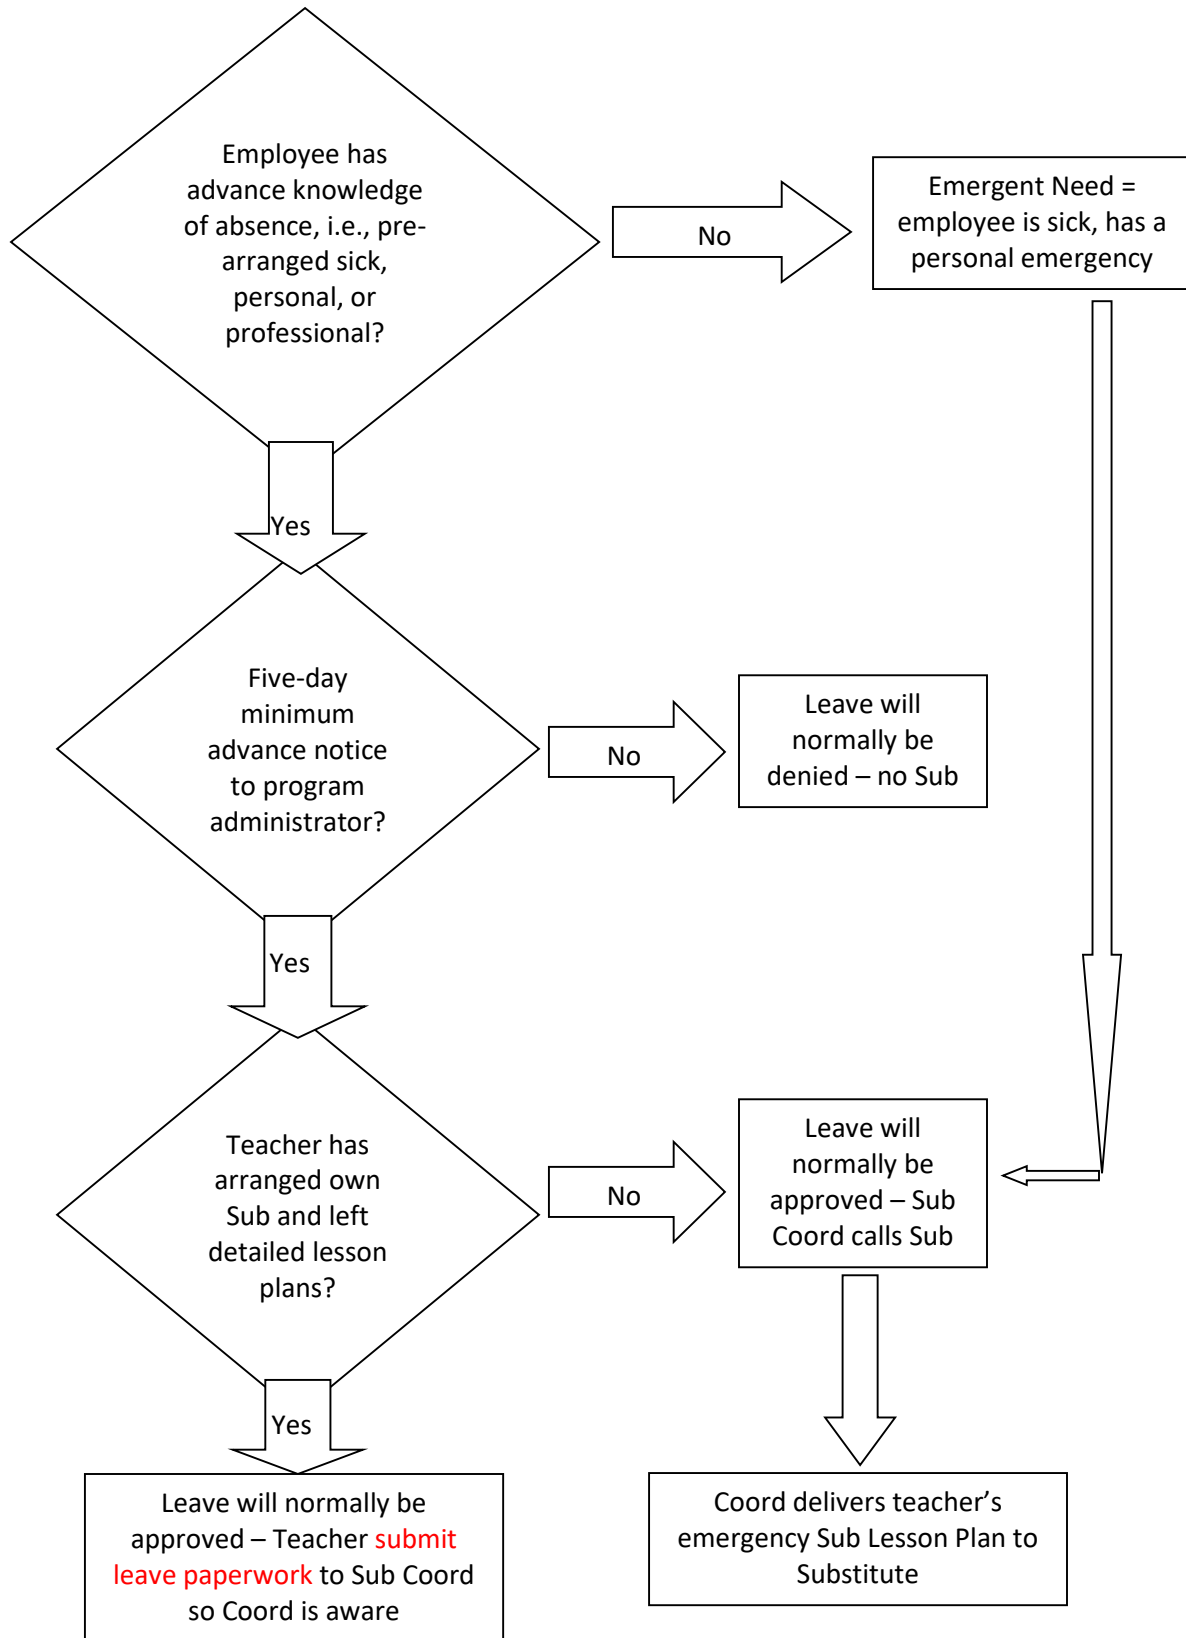 Employee has
advance knowledge
of absence, i.e., pre-
arranged sick,
personal, or
professional?
No
Emergent Need =
employee is sick, has a
personal emergency
Yes
Five-day
minimum
advance notice
to program
administrator?
No
Leave will
normally be
denied – no Sub
Yes
Teacher has
arranged own
Sub and left
detailed lesson
plans?
No
Leave will
normally be
approved – Sub
Coord calls Sub
Yes
Leave will normally be
approved – Teacher submit
leave paperwork to Sub Coord
so Coord is aware
Coord delivers teacher’s
emergency Sub Lesson Plan to
Substitute